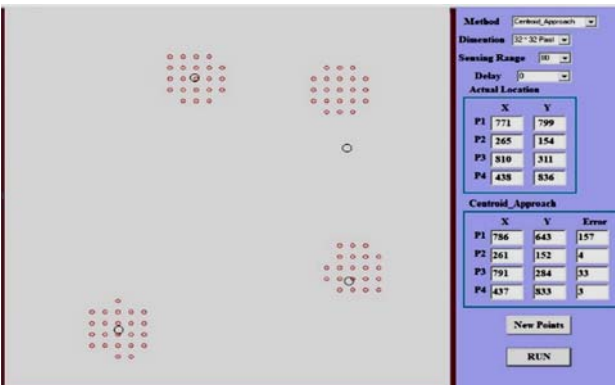 Method Centroid_Approach
Dimention 32 * 32 Pixel
Sensing Range 80
Delay 0
Actual Location
X Y
P1 771 799
P2 265 154
P3 810 311
P4 438 836
Centroid_Approach
X Y Error
P1 786 643 157
P2 261 152 4
P3 791 284 33
P4 437 833 3
New Points
RUN